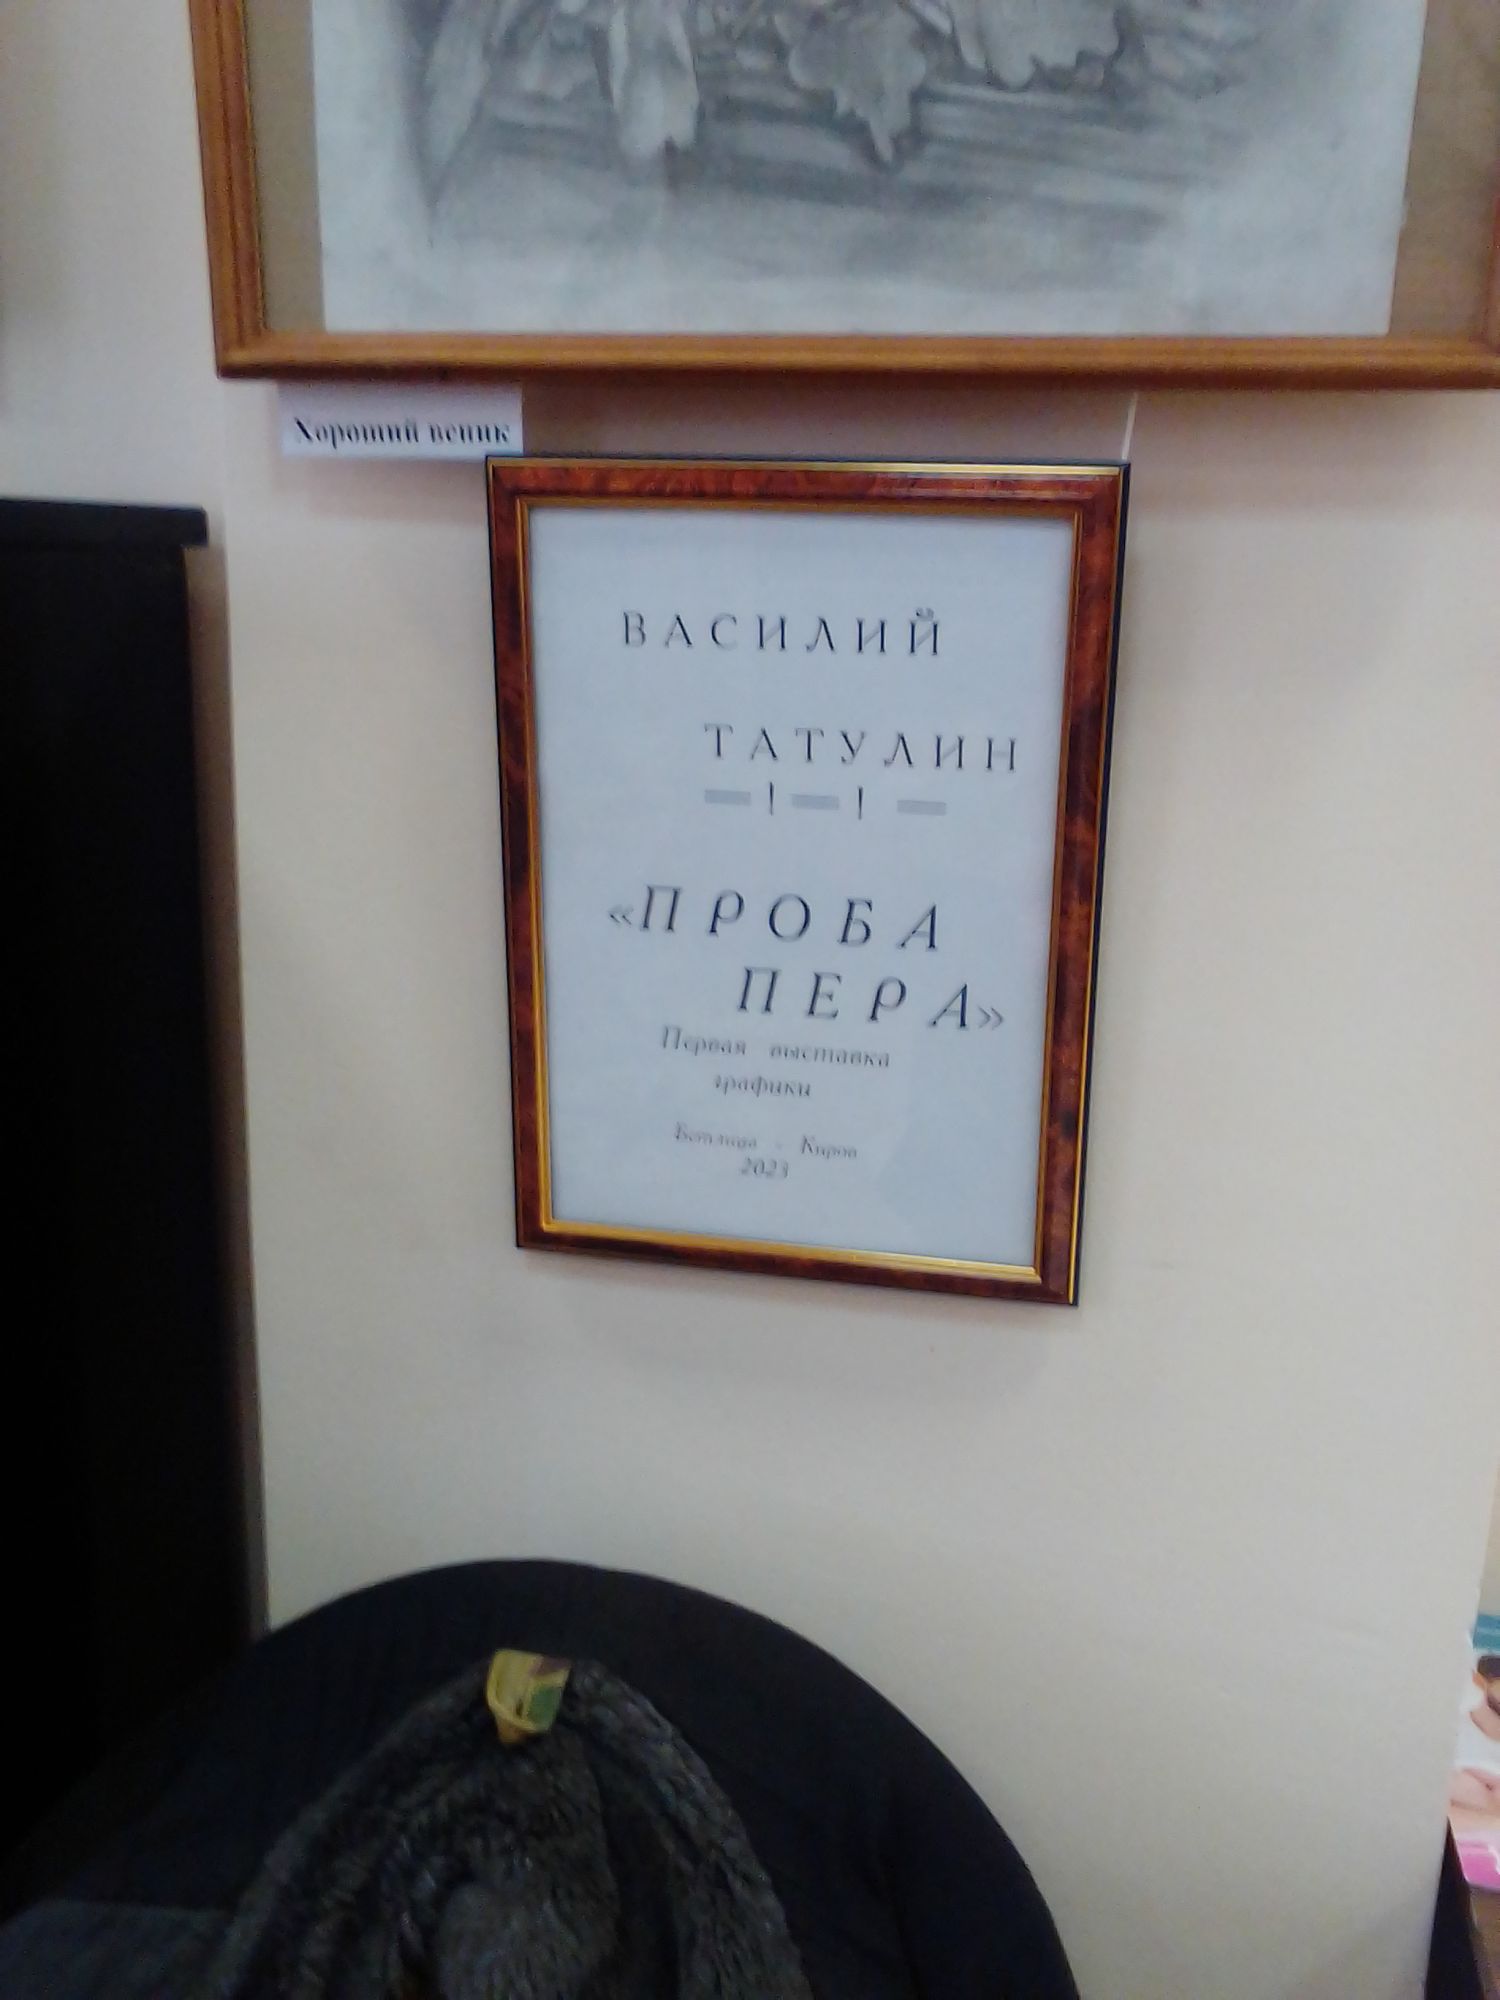 Хороший веник
ВАСИЛИЙ
ТАТУЛИН
«ПРОБА
ПЕРА»
Первая выставка
графики
- Киров
2023